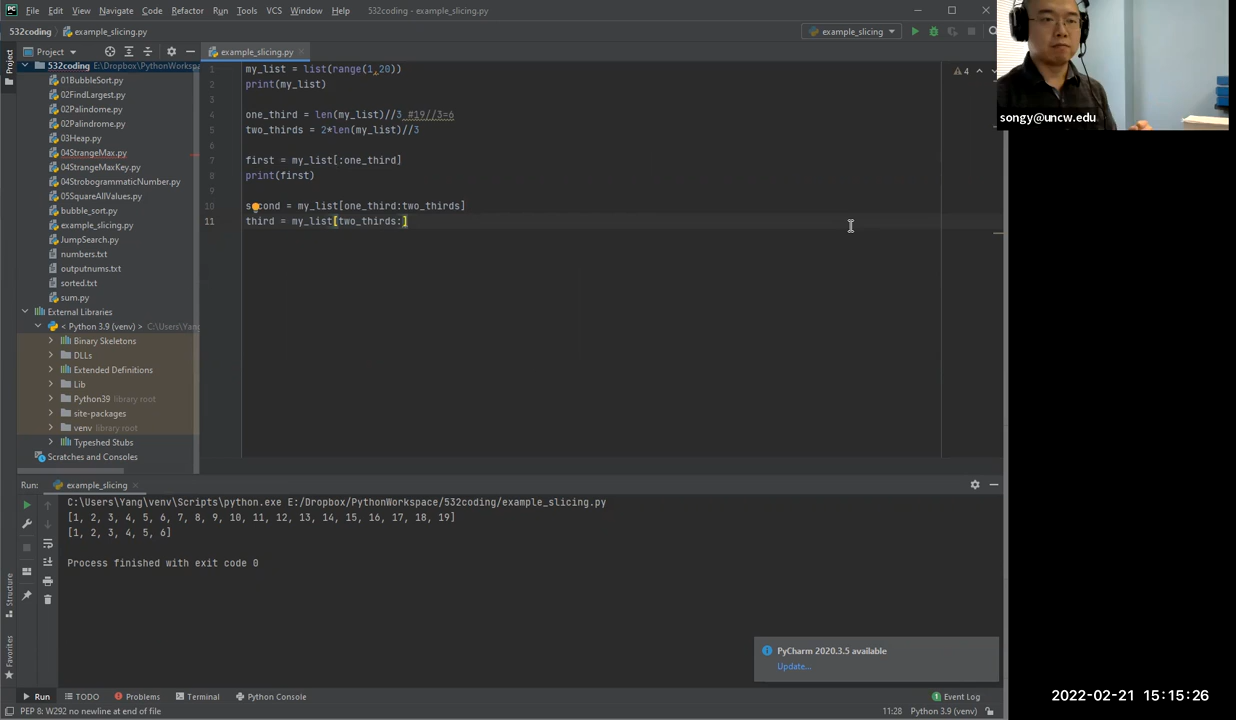 File Edit View Navigate Code Refactor Run Tools VCS Window Help 532coding - example_slicing.py
532coding example_slicing.py example_slicing
Project example_slicing.py
Project
532coding E:\Dropbox\PythonWorksp
01BubbleSort.py
02FindLargest.py
02Palindome.py
02Palindrome.py
03Heap.py
04StrangeMax.py
04StrangeMaxKey.py
04StrobogrammaticNumber.py
05SquareAllValues.py
bubble_sort.py
example_slicing.py
JumpSearch.py
numbers.txt
outputnums.txt
sorted.txt
sum.py
External Libraries
< Python 3.9 (venv) > C:\Users\Yang
Binary Skeletons
DLLs
Extended Definitions
Lib
Python39 library root
site-packages
venv library root
Typeshed Stubs
Scratches and Consoles
1 my_list = list(range(1,20))
2 print(my_list)
3
4 one_third = len(my_list)//3 #19//3=6
5 two_thirds = 2*len(my_list)//3
6
7 first = my_list[:one_third]
8 print(first)
9
10 second = my_list[one_third:two_thirds]
11 third = my_list[two_thirds:]
4
songy@uncw.edu
Run: example_slicing
C:\Users\Yang\venv\Scripts\python.exe E:/Dropbox/PythonWorkspace/532coding/example_slicing.py
[1, 2, 3, 4, 5, 6, 7, 8, 9, 10, 11, 12, 13, 14, 15, 16, 17, 18, 19]
[1, 2, 3, 4, 5, 6]
Process finished with exit code 0
Structure
Favorites
PyCharm 2020.3.5 available
Update...
Run TODO Problems Terminal Python Console Event Log
PEP 8: W292 no newline at end of file 11:28 Python 3.9 (venv)
2022-02-21 15:15:26